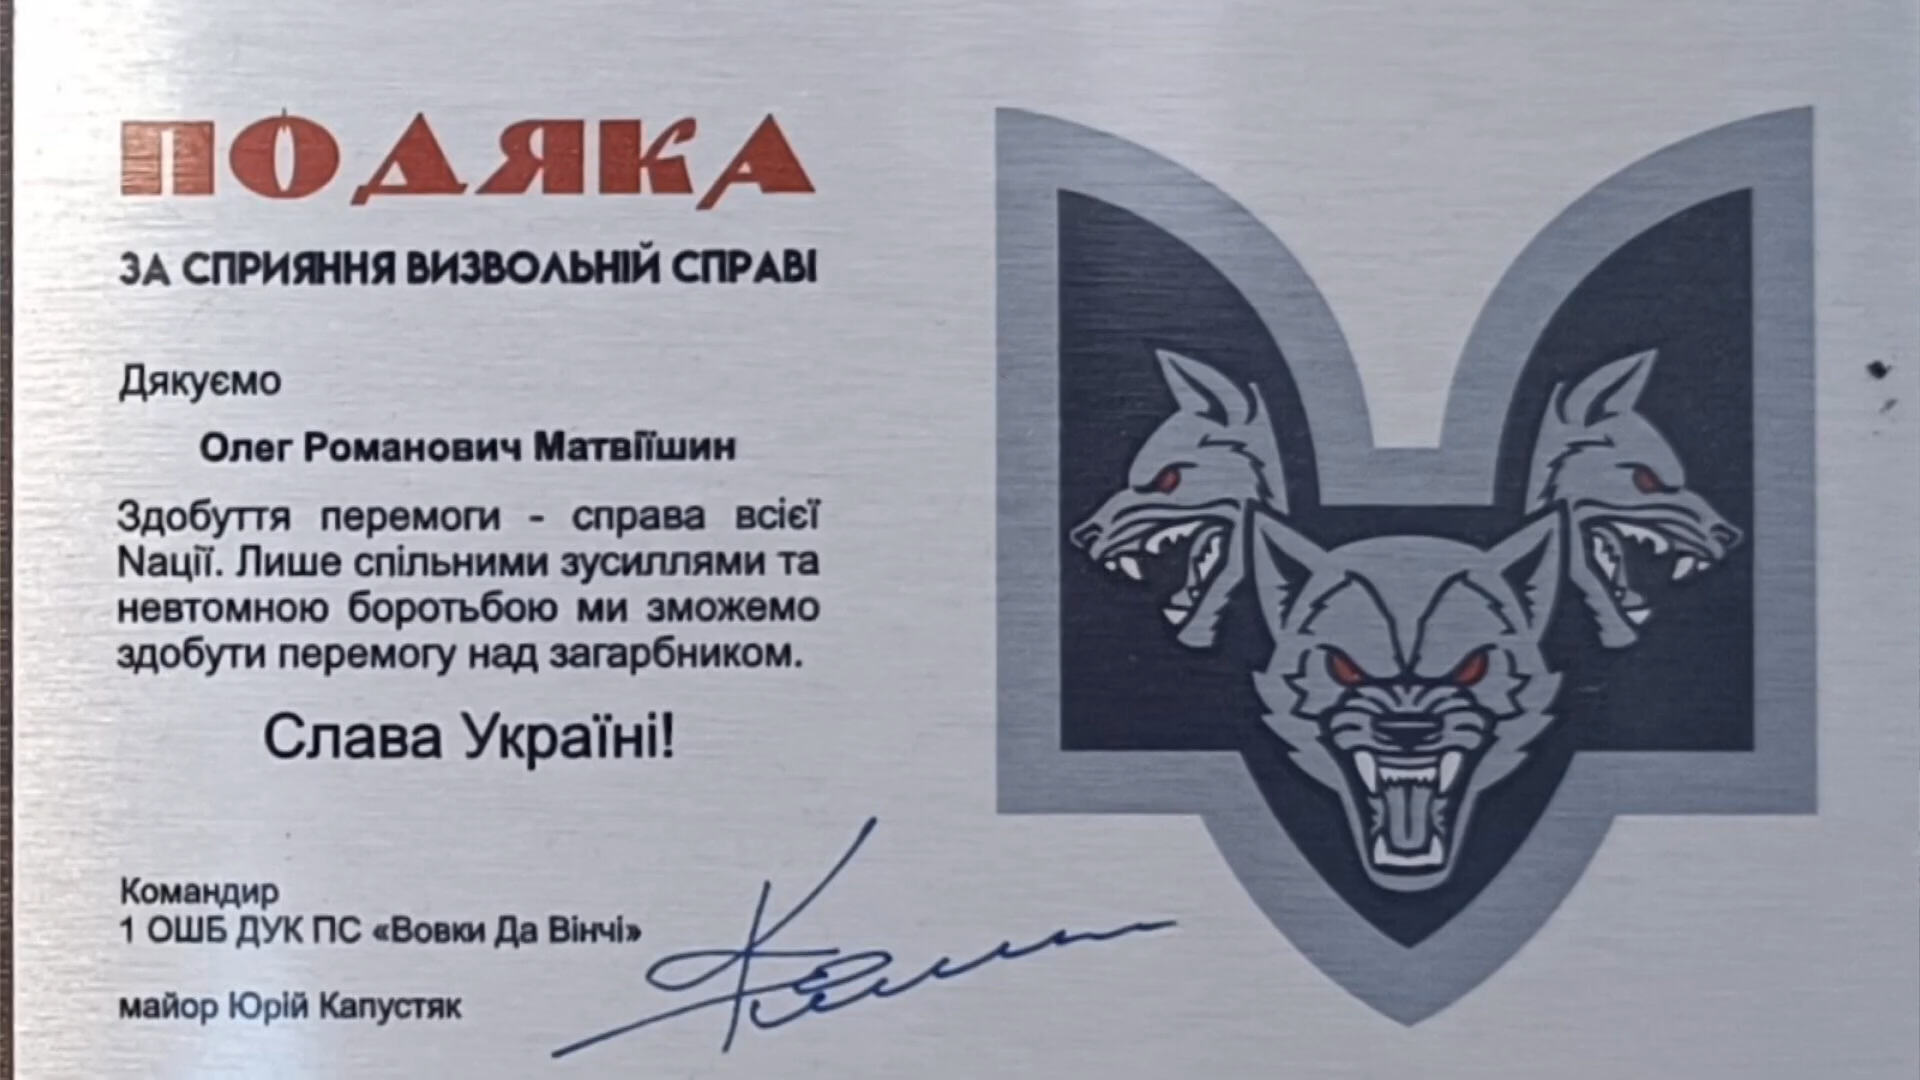 ПОДЯКА
ЗА СПРИЯННЯ ВИЗВОЛЬНІЙ СПРАВІ
Дякуємо
Олег Романович Матвіїшин
Здобуття перемоги - справа всієї
Nації. Лише спільними зусиллями та
невтомною боротьбою ми зможемо
здобути перемогу над загарбником.
Слава Україні!
Командир
1 ОШБ ДУК ПС «Вовки Да Вінчі»
майор Юрій Капустяк